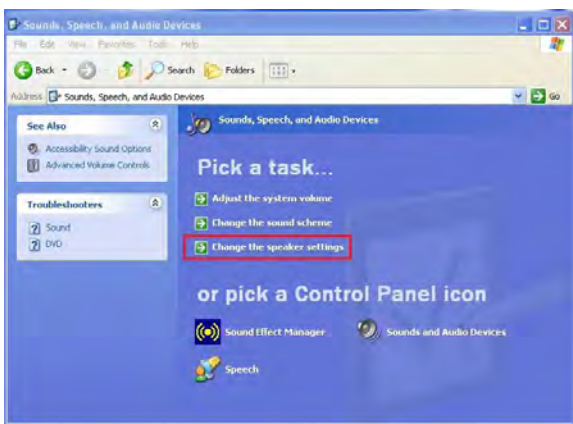 Sounds, Speech, and Audio Devices
File Edit View Favorites Tools Help
Back Search Folders
Address Sounds, Speech, and Audio Devices Go
See Also
Accessibility Sound Options
Advanced Volume Controls
Troubleshooters
Sound
DVD
Sounds, Speech, and Audio Devices
Pick a task...
Adjust the system volume
Change the sound scheme
Change the speaker settings
or pick a Control Panel icon
Sound Effect Manager Sounds and Audio Devices
Speech